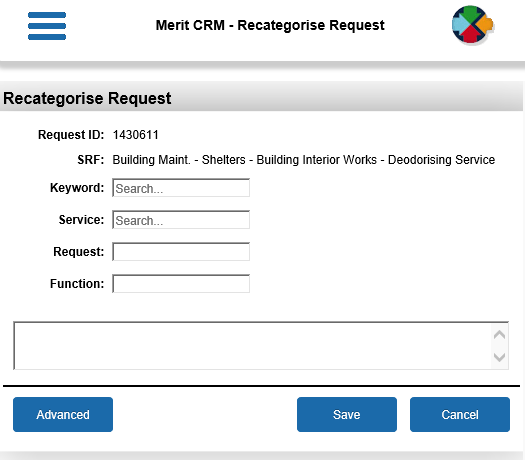 Merit CRM - Recategorise Request
Recategorise Request
Request ID: 1430611
SRF: Building Maint. - Shelters - Building Interior Works - Deodorising Service
Keyword: Search...
Service: Search...
Request:
Function:
Advanced Save Cancel